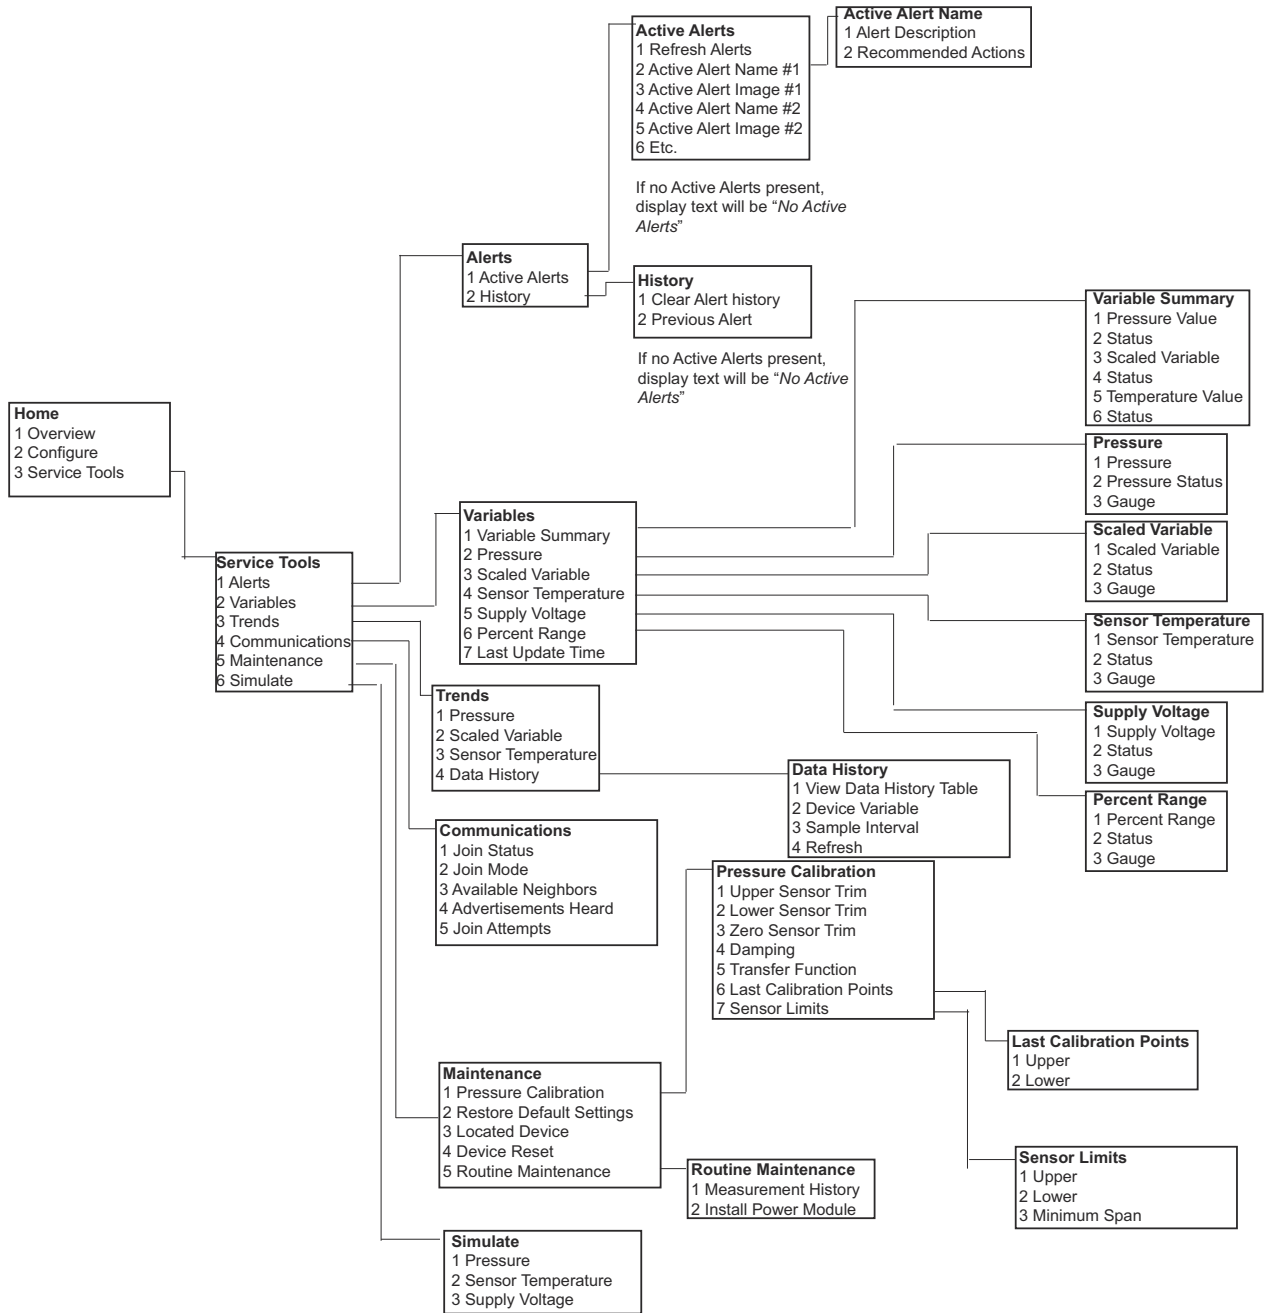 Active Alert Name
1 Alert Description
2 Recommended Actions
Active Alerts
1 Refresh Alerts
2 Active Alert Name #1
3 Active Alert Image #1
4 Active Alert Name #2
5 Active Alert Image #2
6 Etc.
If no Active Alerts present,
display text will be “No Active
Alerts”
Alerts
1 Active Alerts
2 History
History
1 Clear Alert history
2 Previous Alert
If no Active Alerts present,
display text will be “No Active
Alerts”
Variable Summary
1 Pressure Value
2 Status
3 Scaled Variable
4 Status
5 Temperature Value
6 Status
Home
1 Overview
2 Configure
3 Service Tools
Pressure
1 Pressure
2 Pressure Status
3 Gauge
Variables
1 Variable Summary
2 Pressure
3 Scaled Variable
4 Sensor Temperature
5 Supply Voltage
6 Percent Range
7 Last Update Time
Scaled Variable
1 Scaled Variable
2 Status
3 Gauge
Service Tools
1 Alerts
2 Variables
3 Trends
4 Communications
5 Maintenance
6 Simulate
Sensor Temperature
1 Sensor Temperature
2 Status
3 Gauge
Trends
1 Pressure
2 Scaled Variable
3 Sensor Temperature
4 Data History
Supply Voltage
1 Supply Voltage
2 Status
3 Gauge
Data History
1 View Data History Table
2 Device Variable
3 Sample Interval
4 Refresh
Percent Range
1 Percent Range
2 Status
3 Gauge
Communications
1 Join Status
2 Join Mode
3 Available Neighbors
4 Advertisements Heard
5 Join Attempts
Pressure Calibration
1 Upper Sensor Trim
2 Lower Sensor Trim
3 Zero Sensor Trim
4 Damping
5 Transfer Function
6 Last Calibration Points
7 Sensor Limits
Last Calibration Points
1 Upper
2 Lower
Maintenance
1 Pressure Calibration
2 Restore Default Settings
3 Located Device
4 Device Reset
5 Routine Maintenance
Routine Maintenance
1 Measurement History
2 Install Power Module
Sensor Limits
1 Upper
2 Lower
3 Minimum Span
Simulate
1 Pressure
2 Sensor Temperature
3 Supply Voltage